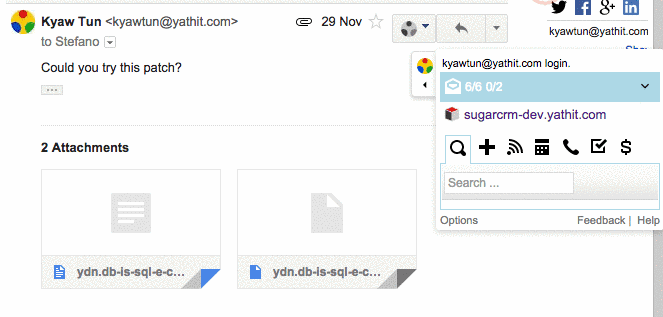 Kyaw Tun <kyawtun@yathit.com> 29 Nov
to Stefano
Could you try this patch?
2 Attachments
ydn.db-is-sql-e-c...
ydn.db-is-sql-e-c...
kyawtun@yathit.com
kyawtun@yathit.com login.
6/6 0/2
sugarcrm-dev.yathit.com
Search ...
Options Feedback | Help